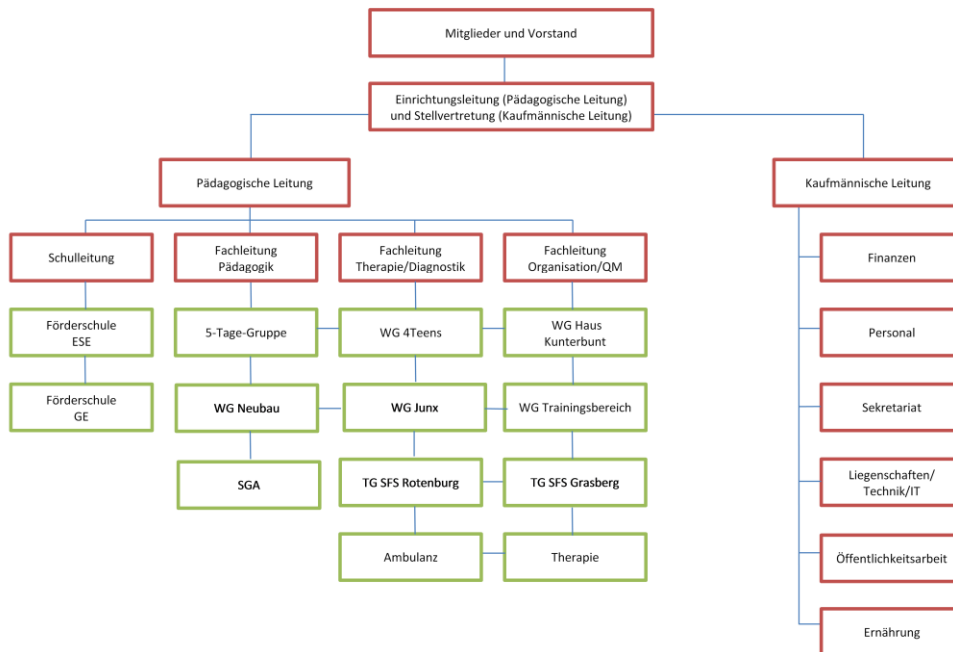 Mitglieder und Vorstand
Einrichtungsleitung (Pädagogische Leitung)
und Stellvertretung (Kaufmännische Leitung)
Pädagogische Leitung
Kaufmännische Leitung
Schulleitung
Fachleitung
Pädagogik
Fachleitung
Therapie/Diagnostik
Fachleitung
Organisation/QM
Finanzen
Förderschule
ESE
5-Tage-Gruppe
WG 4Teens
WG Haus
Kunterbunt
Personal
Förderschule
GE
WG Neubau
WG Junx
WG Trainingsbereich
Sekretariat
SGA
TG SFS Rotenburg
TG SFS Grasberg
Liegenschaften/
Technik/IT
Ambulanz
Therapie
Öffentlichkeitsarbeit
Ernährung